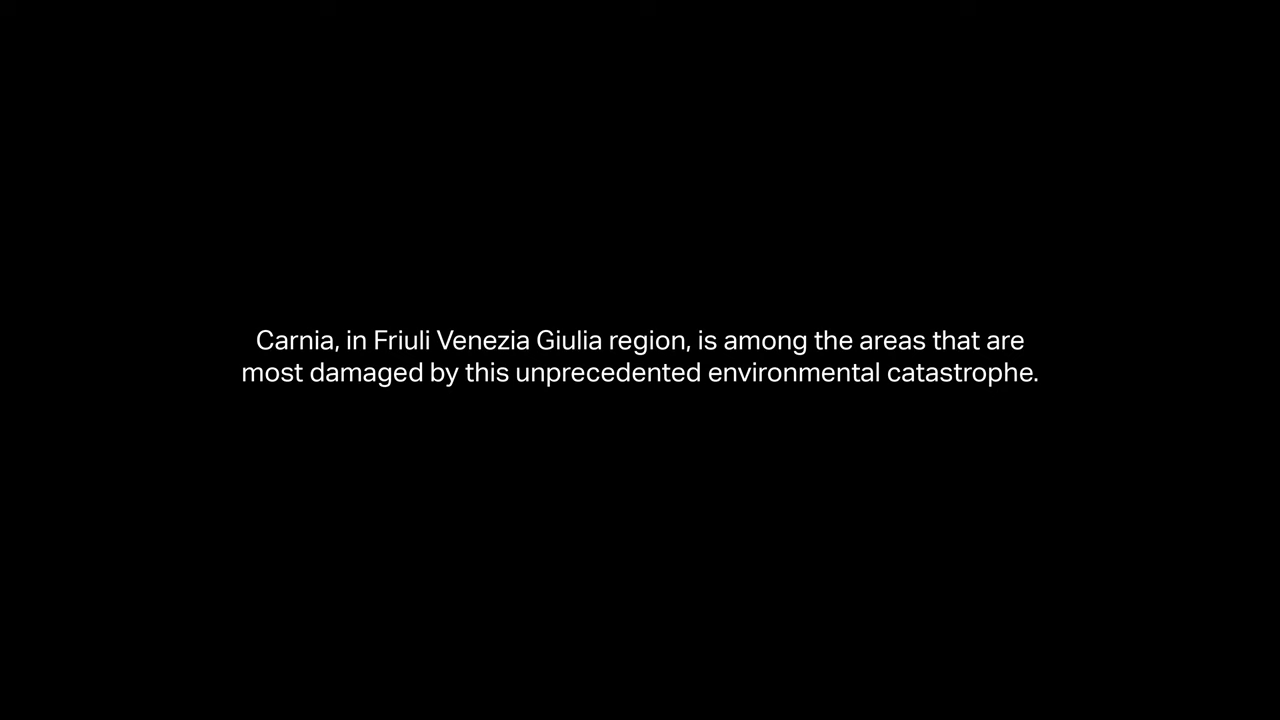 Carnia, in Friuli Venezia Giulia region, is among the areas that are
most damaged by this unprecedented environmental catastrophe.